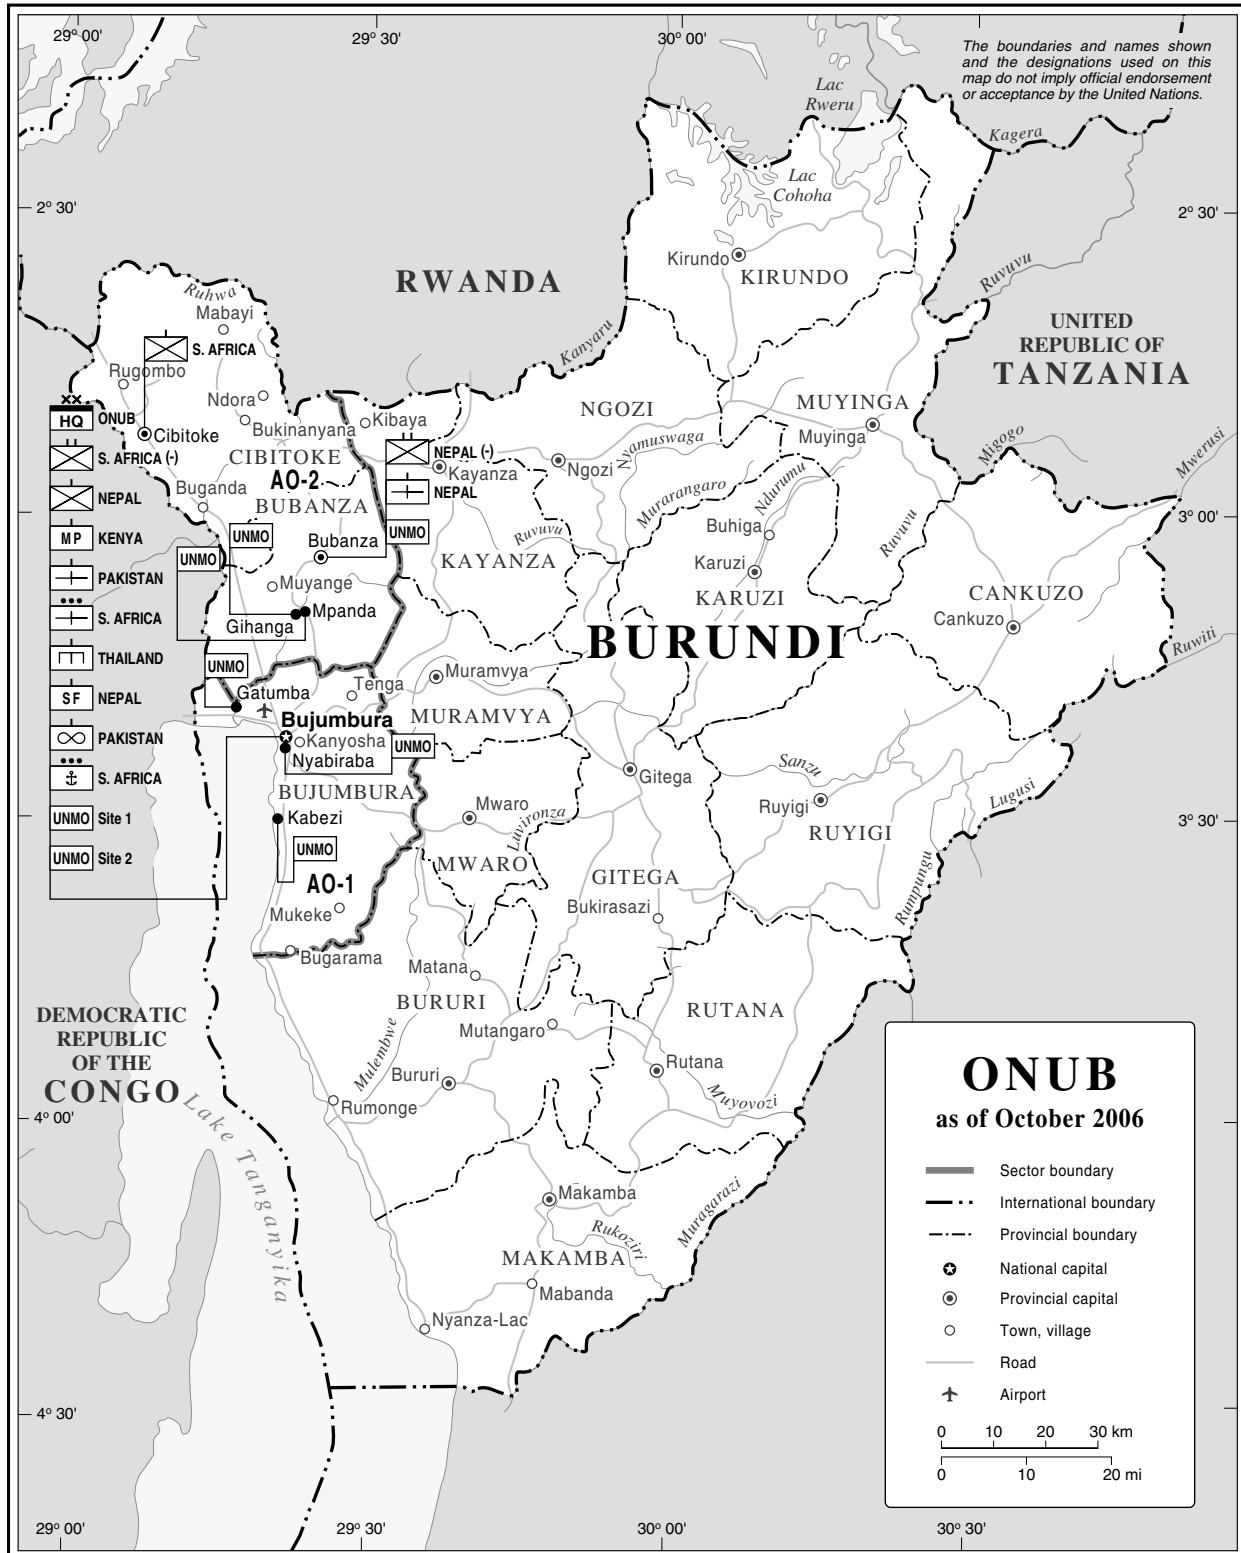 29° 00'
29° 30'
30° 00'
The boundaries and names shown
and the designations used on this
map do not imply official endorsement
or acceptance by the United Nations.
Lac
Rweru
Kagera
Lac
Cohoha
2° 30'
2° 30'
Kirundo
KIRUNDO
RWANDA
Ruvuvu
Ruhwa
Mabayi
Kanyaru
UNITED
REPUBLIC OF
TANZANIA
S. AFRICA
Rugombo
Ndora
Bukinanyana
Kibaya
NGOZI
MUYINGA
Muyinga
HQ
ONUB
Cibitoke
CIBITOKE
AO-2
Nyamuswaga
Migogo
Mwerusi
S. AFRICA (-)
NEPAL (-)
Kayanza
Ngozi
NEPAL
Buganda
BUBANZA
NEPAL
Murarangaro
Ndurumu
3° 00'
MP
KENYA
UNMO
Bubanza
UNMO
Ruvuvu
Buhiga
Ruvuvu
UNMO
KAYANZA
Karuzi
KARUZI
CANKUZO
PAKISTAN
Muyange
S. AFRICA
Gihanga
Mpanda
Cankuzo
BURUNDI
Ruwiti
THAILAND
UNMO
Muramvya
SF
NEPAL
Gatumba
Tenga
Bujumbura
MURAMVYA
PAKISTAN
Kanyosha
UNMO
Nyabiraba
S. AFRICA
BUJUMBURA
Gitega
Sanzu
Ruyigi
Lugusi
UNMO
Site 1
Kabezi
Mwaro
Luvironza
RUYIGI
3° 30'
UNMO
Site 2
UNMO
MWARO
GITEGA
Rumpungu
AO-1
Mukeke
Bukirasazi
Bugarama
Matana
BURURI
RUTANA
DEMOCRATIC
REPUBLIC
OF THE
CONGO
Mutangaro
Mulembwe
Bururi
Rutana
Muyovozi
Rumonge
4° 00'
Lake Tanganyika
Makamba
Muragarazi
Rukoziri
MAKAMBA
Mabanda
Nyanza-Lac
4° 30'
ONUB
as of October 2006
Sector boundary
International boundary
Provincial boundary
National capital
Provincial capital
Town, village
Road
Airport
0 10 20 30 km
0 10 20 mi
29° 00'
29° 30'
30° 00'
30° 30'